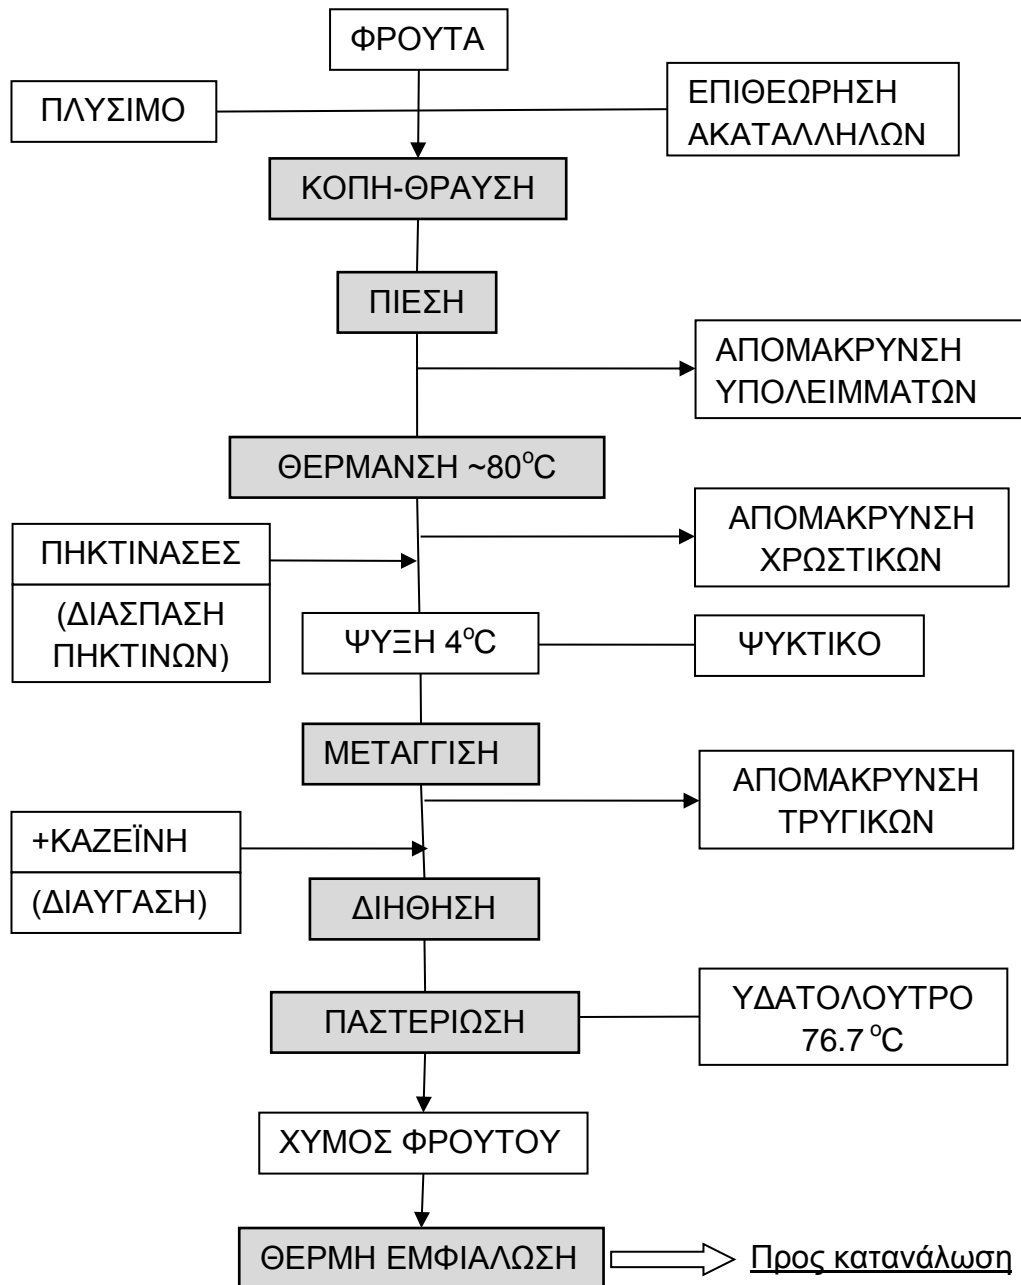 ΦΡΟΥΤΑ
ΠΛΥΣΙΜΟ
ΕΠΙΘΕΩΡΗΣΗ
ΑΚΑΤΑΛΛΗΛΩΝ
ΚΟΠΗ-ΘΡΑΥΣΗ
ΠΙΕΣΗ
ΑΠΟΜΑΚΡΥΝΣΗ
ΥΠΟΛΕΙΜΜΑΤΩΝ
ΘΕΡΜΑΝΣΗ ~80°C
ΑΠΟΜΑΚΡΥΝΣΗ
ΧΡΩΣΤΙΚΩΝ
ΠΗΚΤΙΝΑΣΕΣ
(ΔΙΑΣΠΑΣΗ
ΠΗΚΤΙΝΩΝ)
ΨΥΞΗ 4°C
ΨΥΚΤΙΚΟ
ΜΕΤΑΓΓΙΣΗ
ΑΠΟΜΑΚΡΥΝΣΗ
ΤΡΥΓΙΚΩΝ
+ΚΑΖΕΪΝΗ
(ΔΙΑΥΓΑΣΗ)
ΔΙΗΘΗΣΗ
ΠΑΣΤΕΡΙΩΣΗ
ΥΔΑΤΟΛΟΥΤΡΟ
76.7 °C
ΧΥΜΟΣ ΦΡΟΥΤΟΥ
ΘΕΡΜΗ ΕΜΦΙΑΛΩΣΗ
Προς κατανάλωση